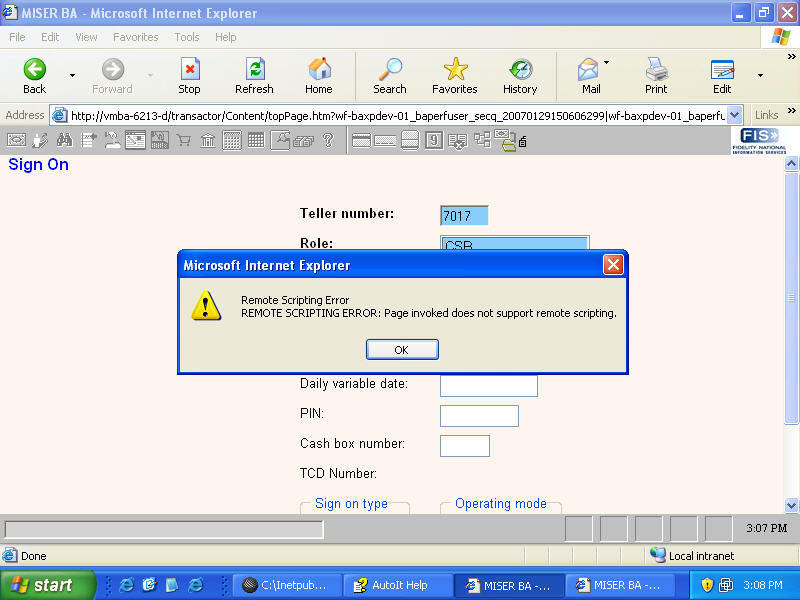 MISER BA - Microsoft Internet Explorer
File Edit View Favorites Tools Help
Back Forward Stop Refresh Home Search Favorites History Mail Print Edit »
Address http://vmba-6213-d/transactor/Content/topPage.htm?wf-baxpdev-01_baperfuser_secq_20070129150606299|wf-baxpdev-01_baperfu Links »
FIS»
FIDELITY NATIONAL
INFORMATION SERVICES
Sign On
Teller number: 7017
Role: CSB
Microsoft Internet Explorer
Remote Scripting Error
REMOTE SCRIPTING ERROR: Page invoked does not support remote scripting.
OK
Daily variable date:
PIN:
Cash box number:
TCD Number:
Sign on type Operating mode
3:07 PM
Done Local intranet
start C:\Inetpub... AutoIt Help MISER BA -... MISER BA -... 3:08 PM